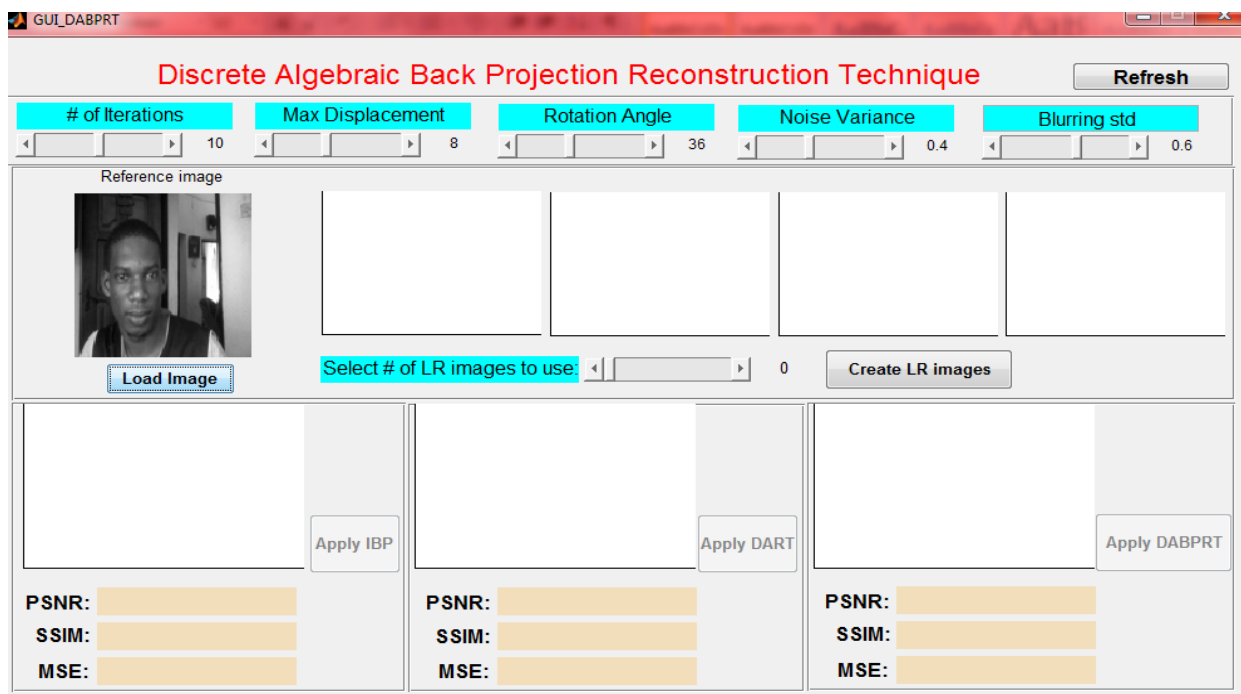 GUI_DABPRT
Discrete Algebraic Back Projection Reconstruction Technique
Refresh
# of Iterations Max Displacement Rotation Angle Noise Variance Blurring std
10 8 36 0.4 0.6
Reference image
Load Image
Select # of LR images to use: 0 Create LR images
Apply IBP Apply DART Apply DABPRT
PSNR: PSNR: PSNR:
SSIM: SSIM: SSIM:
MSE: MSE: MSE: